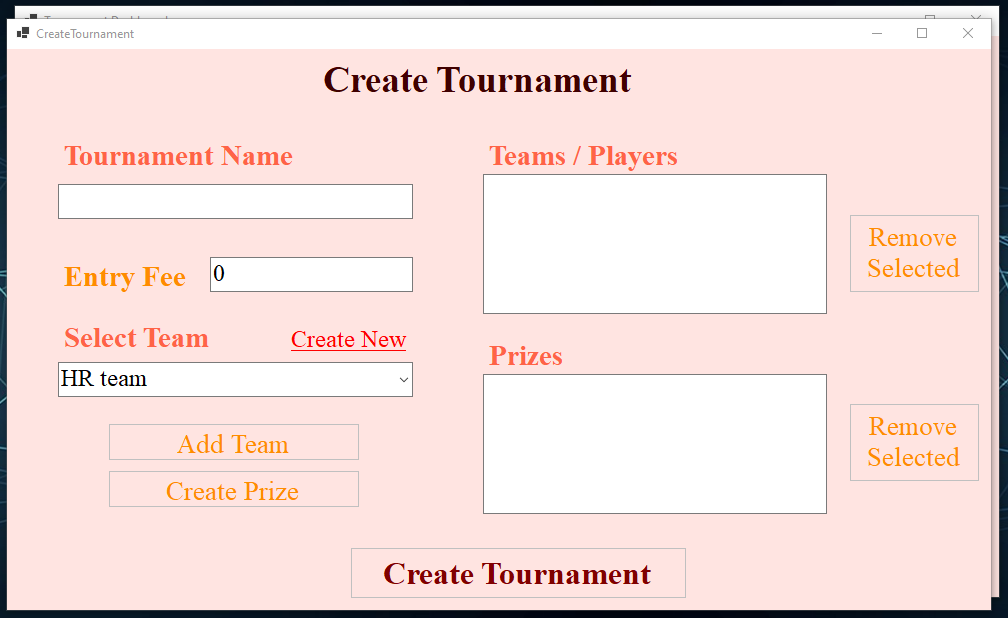 CreateTournament
Create Tournament
Tournament Name
Entry Fee
0
Select Team
Create New
HR team
Add Team
Create Prize
Teams / Players
Remove
Selected
Prizes
Remove
Selected
Create Tournament